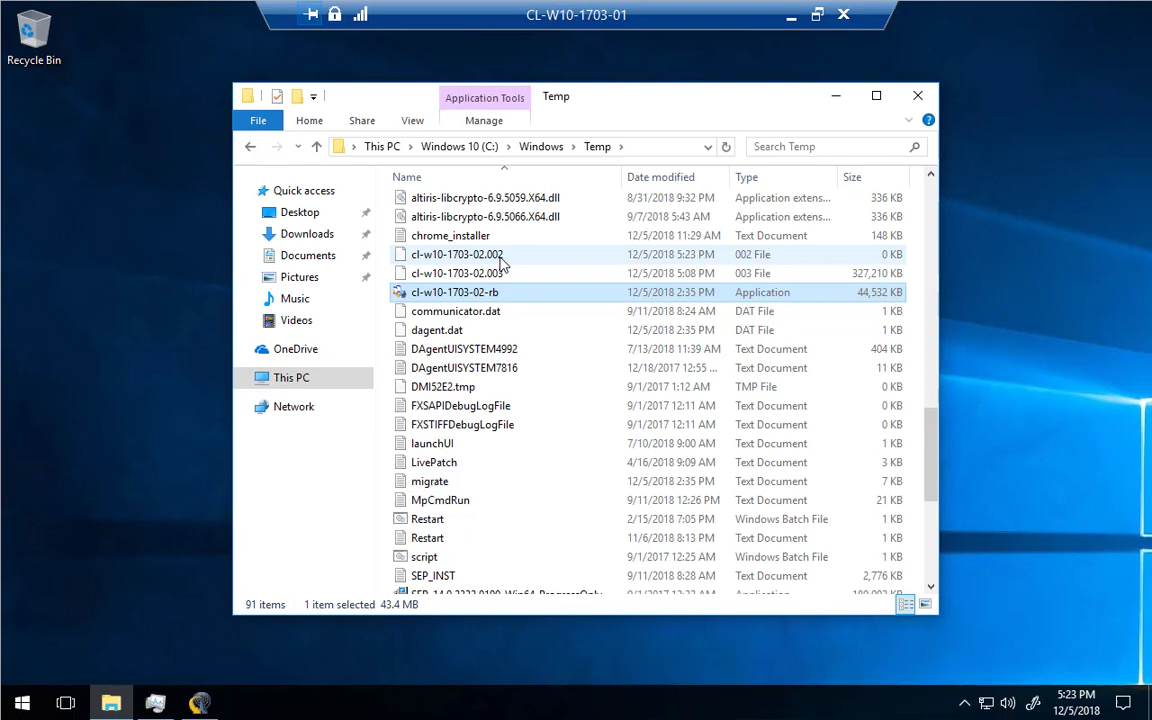 CL-W10-1703-01
Recycle Bin
Application Tools
Temp
File
Home
Share
View
Manage
This PC
Windows 10 (C:)
Windows
Temp
Search Temp
Name
Date modified
Type
Size
Quick access
Desktop
Downloads
Documents
Pictures
Music
Videos
OneDrive
This PC
Network
altiris-libcrypto-6.9.5059.X64.dll 8/31/2018 9:32 PM Application extens... 336 KB
altiris-libcrypto-6.9.5066.X64.dll 9/7/2018 5:43 AM Application extens... 336 KB
chrome_installer 12/5/2018 11:29 AM Text Document 148 KB
cl-w10-1703-02.002 12/5/2018 5:23 PM 002 File
cl-w10-1703-02.003 12/5/2018 5:08 PM 003 File 327,210 KB
cl-w10-1703-02-rb 12/5/2018 2:35 PM Application 44,532 KB
communicator.dat 9/11/2018 8:24 AM DAT File 1 KB
dagent.dat 12/5/2018 2:35 PM DAT File 1 KB
DAgentUISYSTEM4992 7/13/2018 11:39 AM Text Document 404 KB
DAgentUISYSTEM7816 12/18/2017 12:55 ... Text Document 11 KB
DMI52E2.tmp 9/1/2017 1:12 AM TMP File 0 KB
FXSAPIDebugLogFile 9/1/2017 12:11 AM Text Document 0 KB
FXSTIFFDebugLogFile 9/1/2017 12:11 AM Text Document 0 KB
launchUI 7/10/2018 9:00 AM Text Document 1 KB
LivePatch 4/16/2018 9:09 AM Text Document 3 KB
migrate 12/5/2018 2:35 PM Text Document 7 KB
MpCmdRun 9/11/2018 12:26 PM Text Document 21 KB
Restart 2/15/2018 7:05 PM Windows Batch File 1 KB
Restart 11/6/2018 8:13 PM Text Document 1 KB
script 9/1/2017 12:25 AM Windows Batch File 1 KB
SEP_INST 9/11/2018 8:28 AM Text Document 2,776 KB
91 items 1 item selected 43.4 MB
5:23 PM
12/5/2018